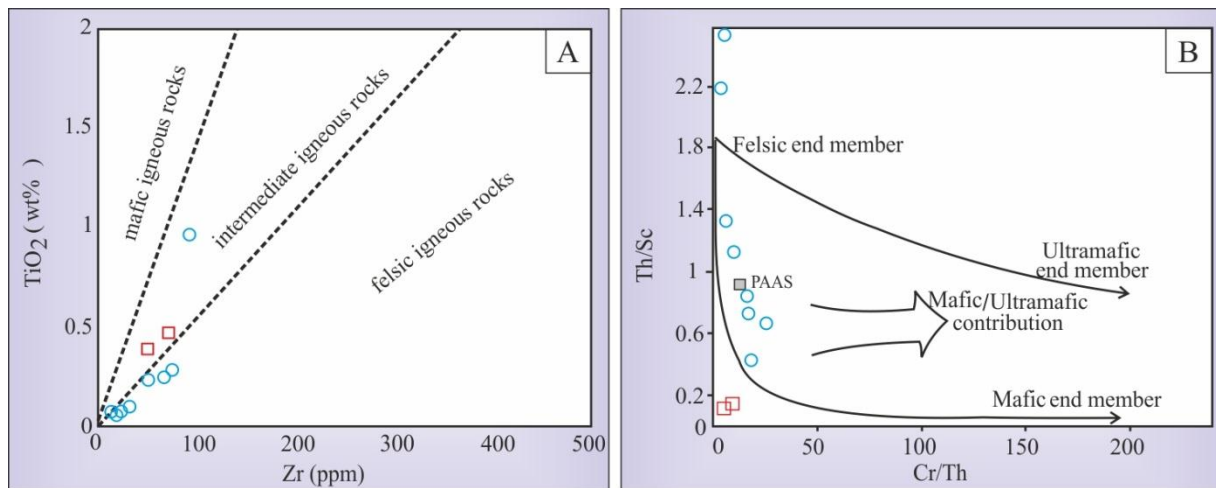 A
2
1.5
1
0.5
0
TiO2 (wt% )
mafic igneous rocks
intermediate igneous rocks
felsic igneous rocks
0
100
200
300
400
500
Zr (ppm)
B
2.2
1.8
1.4
1
0.6
0.2
0
Th/Sc
Felsic end member
Ultramafic
end member
PAAS
Mafic/Ultramafic
contribution
Mafic end member
0
50
100
150
200
Cr/Th